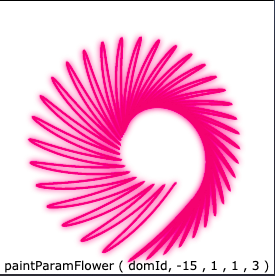 paintParamFlower ( domId, -15 , 1 , 1 , 3 )